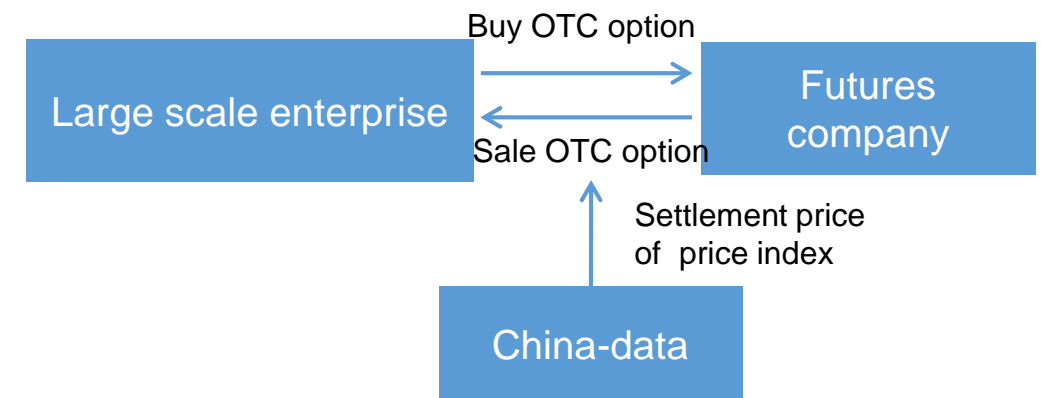 Buy OTC option
Large scale enterprise
Futures
company
Sale OTC option
Settlement price
of price index
China-data